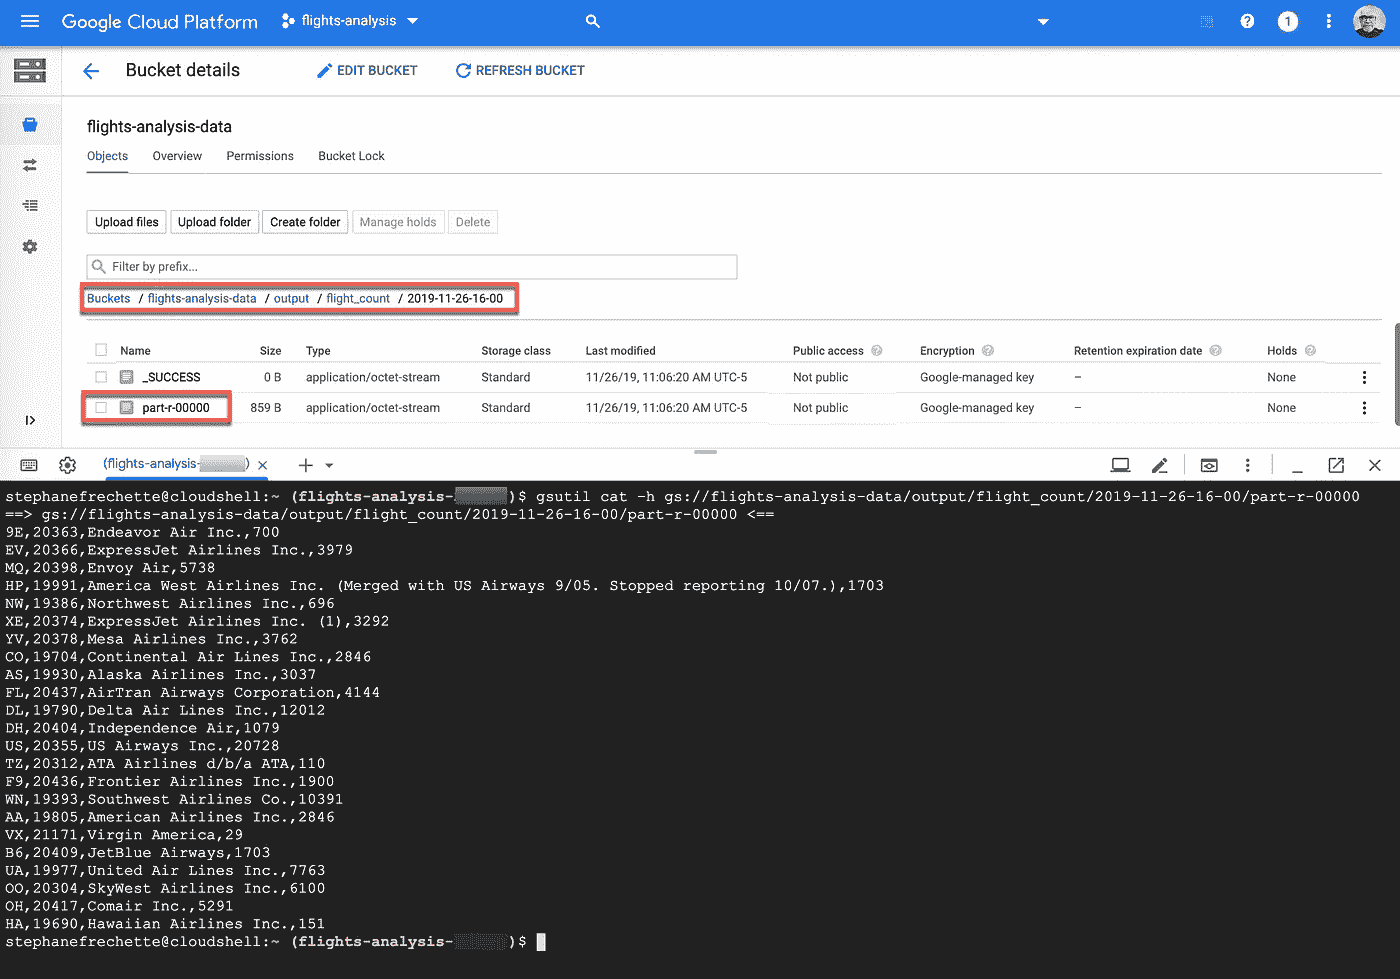 Google Cloud Platform flights-analysis 1
Bucket details EDIT BUCKET REFRESH BUCKET
flights-analysis-data
Objects Overview Permissions Bucket Lock
Upload files Upload folder Create folder Manage holds Delete
Filter by prefix...
Buckets / flights-analysis-data / output / flight_count / 2019-11-26-16-00
Name Size Type Storage class Last modified Public access Encryption Retention expiration date Holds
_SUCCESS 0 B application/octet-stream Standard 11/26/19, 11:06:20 AM UTC-5 Not public Google-managed key – None
part-r-00000 859 B application/octet-stream Standard 11/26/19, 11:06:20 AM UTC-5 Not public Google-managed key – None
(flights-analysis- )
stephanefrechette@cloudshell:~ (flights-analysis- )$ gsutil cat -h gs://flights-analysis-data/output/flight_count/2019-11-26-16-00/part-r-00000
==> gs://flights-analysis-data/output/flight_count/2019-11-26-16-00/part-r-00000 <==
9E,20363,Endeavor Air Inc.,700
EV,20366,ExpressJet Airlines Inc.,3979
MQ,20398,Envoy Air,5738
HP,19991,America West Airlines Inc. (Merged with US Airways 9/05. Stopped reporting 10/07.),1703
NW,19386,Northwest Airlines Inc.,696
XE,20374,ExpressJet Airlines Inc. (1),3292
YV,20378,Mesa Airlines Inc.,3762
CO,19704,Continental Air Lines Inc.,2846
AS,19930,Alaska Airlines Inc.,3037
FL,20437,AirTran Airways Corporation,4144
DL,19790,Delta Air Lines Inc.,12012
DH,20404,Independence Air,1079
US,20355,US Airways Inc.,20728
TZ,20312,ATA Airlines d/b/a ATA,110
F9,20436,Frontier Airlines Inc.,1900
WN,19393,Southwest Airlines Co.,10391
AA,19805,American Airlines Inc.,2846
VX,21171,Virgin America,29
B6,20409,JetBlue Airways,1703
UA,19977,United Air Lines Inc.,7763
OO,20304,SkyWest Airlines Inc.,6100
OH,20417,Comair Inc.,5291
HA,19690,Hawaiian Airlines Inc.,151
stephanefrechette@cloudshell:~ (flights-analysis- )$